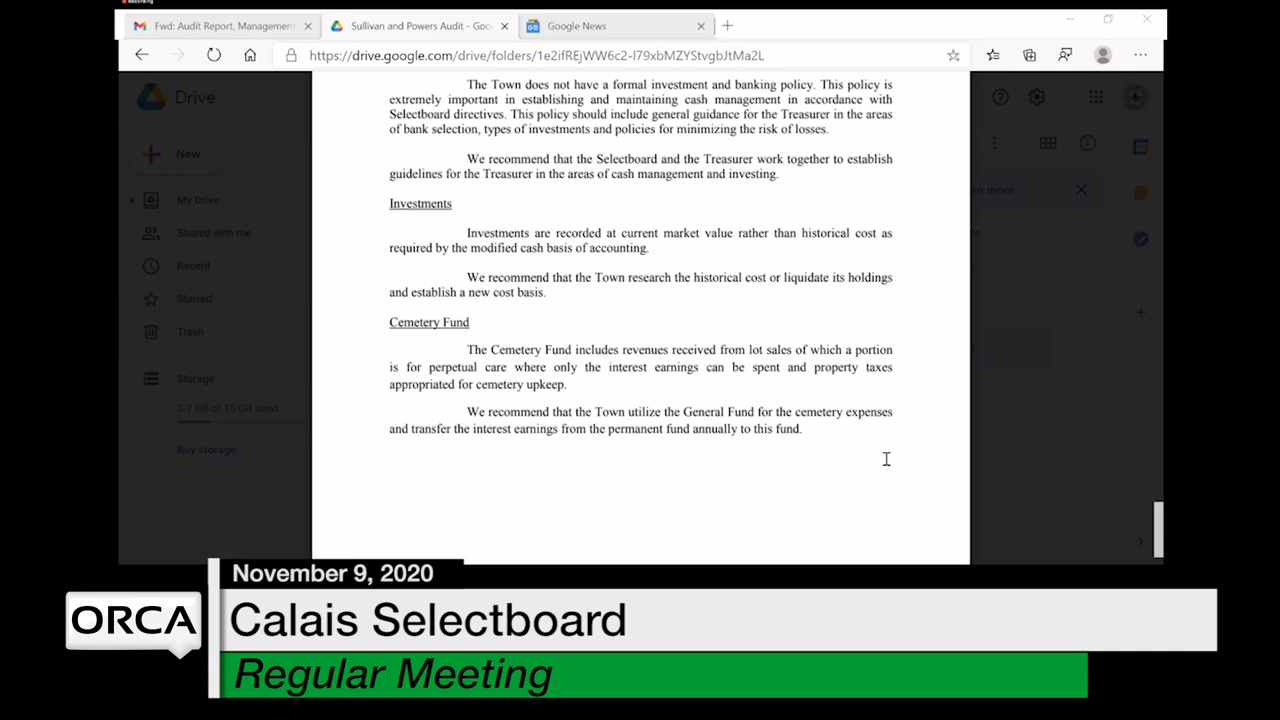 Recording
Fwd: Audit Report, Management
Sullivan and Powers Audit - Goo
Google News
https://drive.google.com/drive/folders/1e2ifREjWW6c2-l79xbMZYStvgbJtMa2L
Drive
New
My Drive
Shared with me
Recent
Starred
Trash
Storage
3.7 GB of 15 GB used
Buy storage
The Town does not have a formal investment and banking policy. This policy is
extremely important in establishing and maintaining cash management in accordance with
Selectboard directives. This policy should include general guidance for the Treasurer in the areas
of bank selection, types of investments and policies for minimizing the risk of losses.
We recommend that the Selectboard and the Treasurer work together to establish
guidelines for the Treasurer in the areas of cash management and investing.
Investments
Investments are recorded at current market value rather than historical cost as
required by the modified cash basis of accounting.
We recommend that the Town research the historical cost or liquidate its holdings
and establish a new cost basis.
Cemetery Fund
The Cemetery Fund includes revenues received from lot sales of which a portion
is for perpetual care where only the interest earnings can be spent and property taxes
appropriated for cemetery upkeep.
We recommend that the Town utilize the General Fund for the cemetery expenses
and transfer the interest earnings from the permanent fund annually to this fund.
more
November 9, 2020
ORCA
Calais Selectboard
Regular Meeting